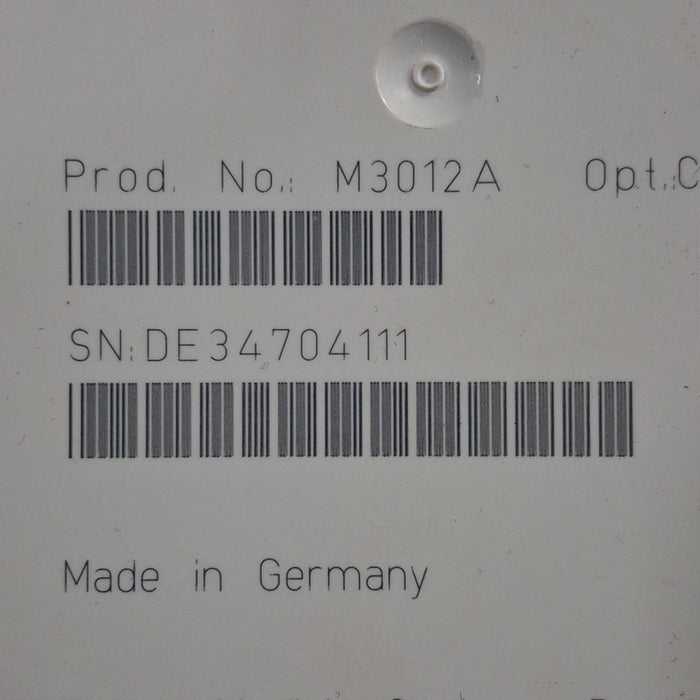 Prod. No.: M3012A Opt.:C
SN:DE34704111
Made in Germany